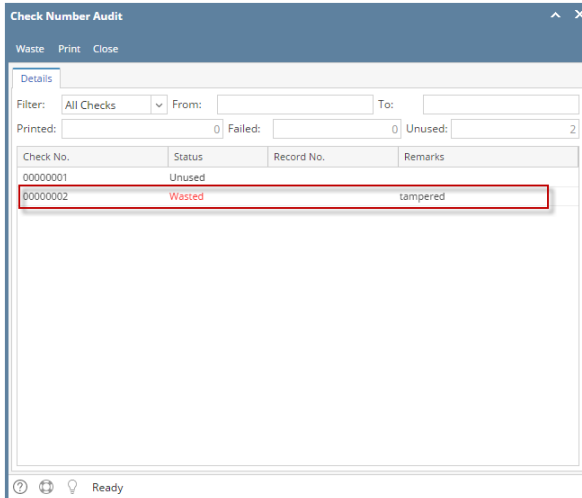 Check Number Audit
Waste Print Close
Details
Filter: All Checks From: To:
Printed: 0 Failed: 0 Unused: 2
Check No. Status Record No. Remarks
00000001 Unused
00000002 Wasted tampered
Ready